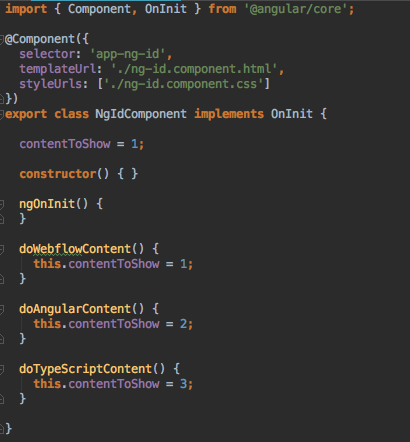 import { Component, OnInit } from '@angular/core';
@Component({
selector: 'app-ng-id',
templateUrl: './ng-id.component.html',
styleUrls: ['./ng-id.component.css']
})
export class NgIdComponent implements OnInit {
contentToShow = 1;
constructor() { }
ngOnInit() {
}
doWebflowContent() {
this.contentToShow = 1;
}
doAngularContent() {
this.contentToShow = 2;
}
doTypeScriptContent() {
this.contentToShow = 3;
}
}